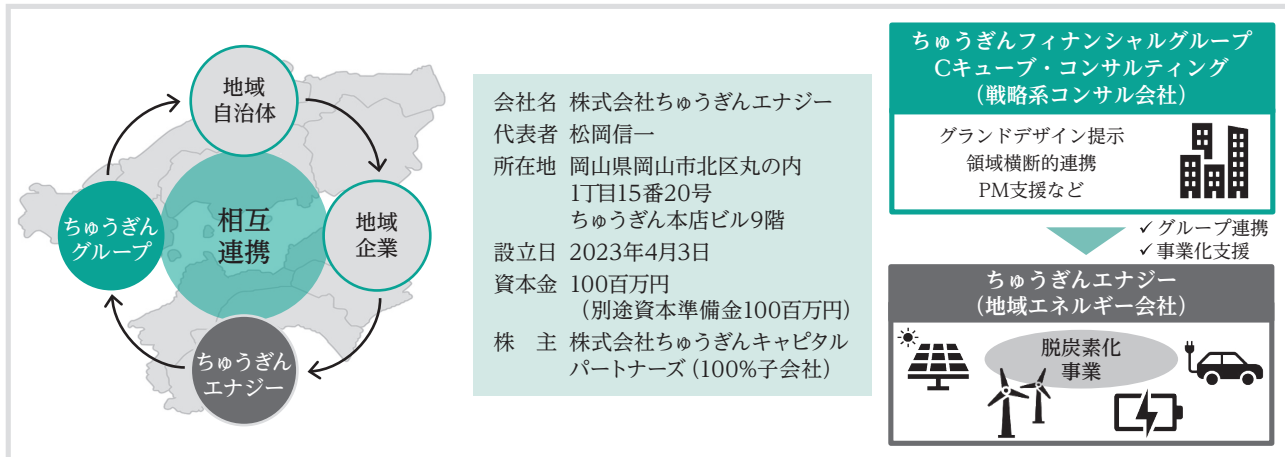 地域
自治体
ちゅうぎん
グループ
相互
連携
地域
企業
ちゅうぎん
エナジー
会社名 株式会社ちゅうぎんエナジー
代表者 松岡信一
所在地 岡山県岡山市北区丸の内
1丁目15番20号
ちゅうぎん本店ビル9階
設立日 2023年4月3日
資本金 100百万円
(別途資本準備金100百万円)
株 主 株式会社ちゅうぎんキャピタル
パートナーズ(100%子会社)
ちゅうぎんフィナンシャルグループ
Cキューブ・コンサルティング
(戦略系コンサル会社)
グランドデザイン提示
領域横断的連携
PM支援など
✓グループ連携
✓事業化支援
ちゅうぎんエナジー
(地域エネルギー会社)
脱炭素化
事業